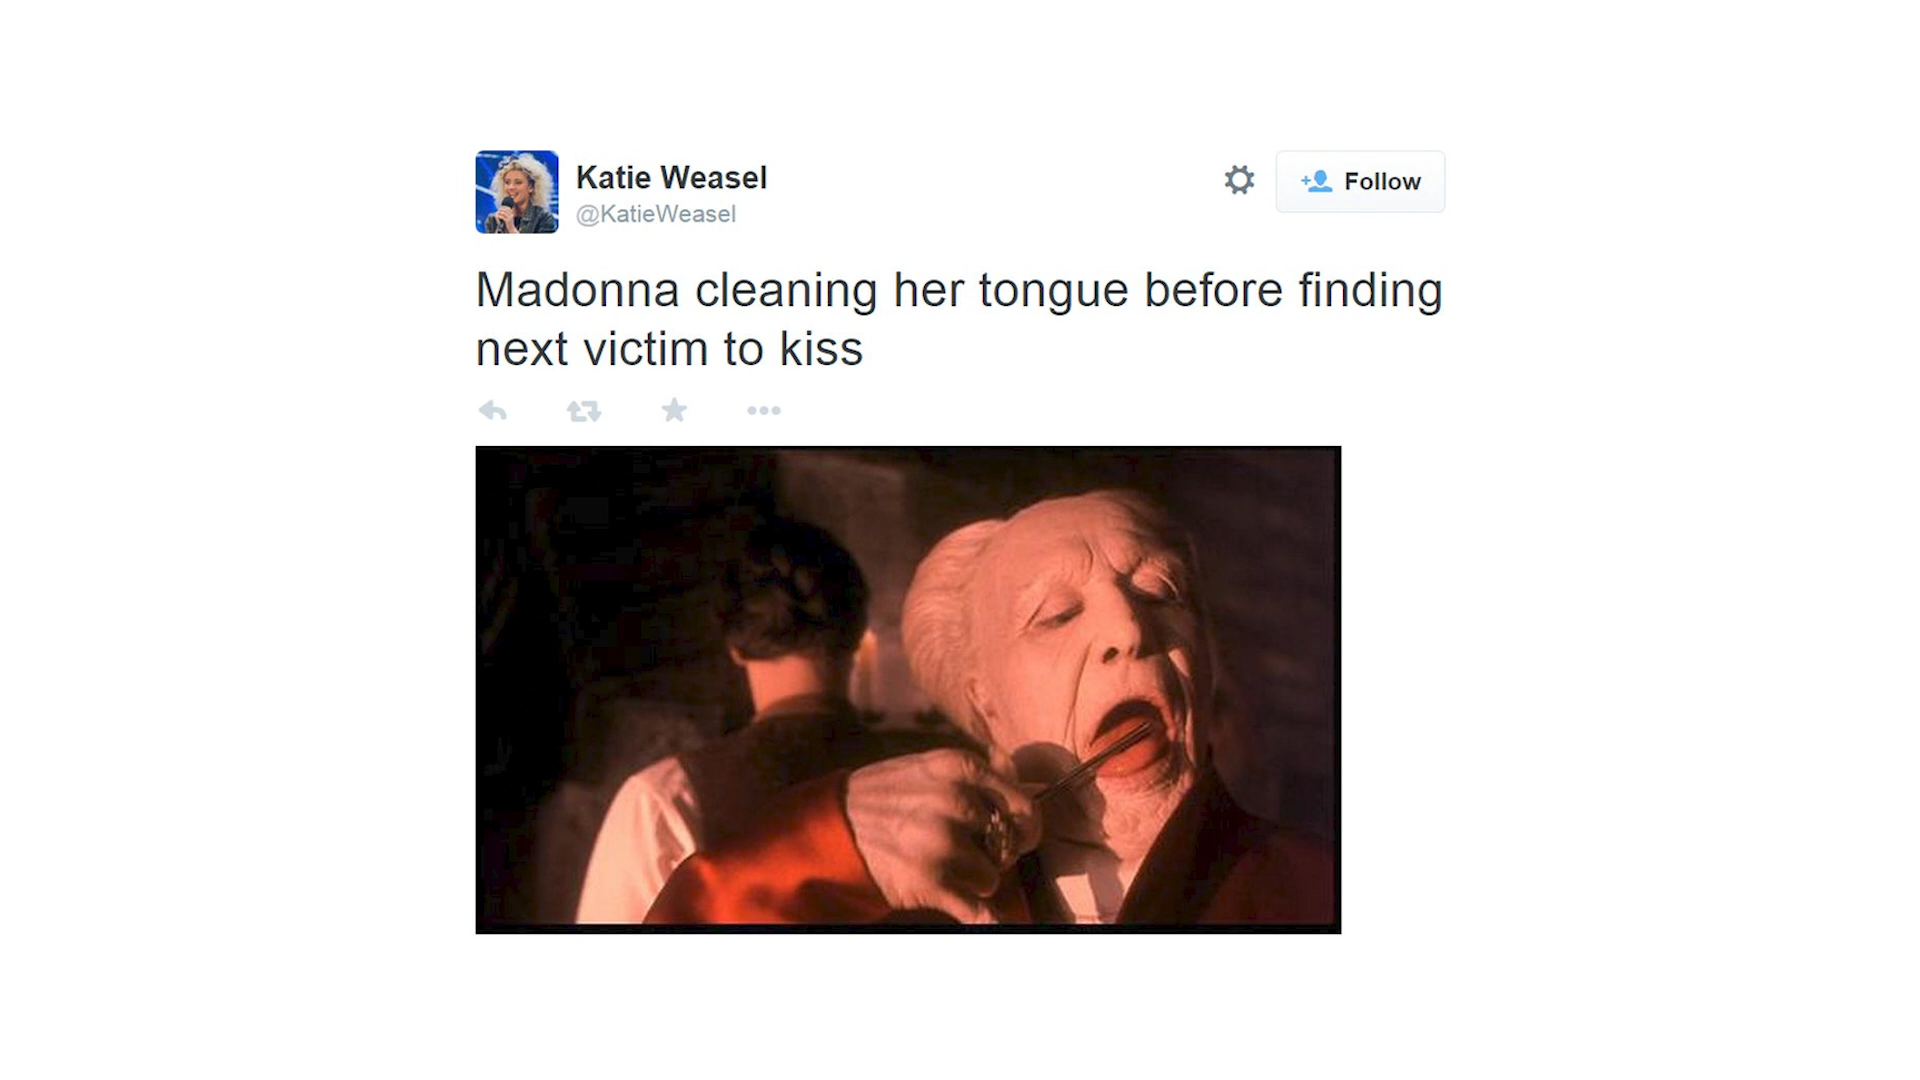 Katie Weasel
@KatieWeasel
Follow
Madonna cleaning her tongue before finding
next victim to kiss